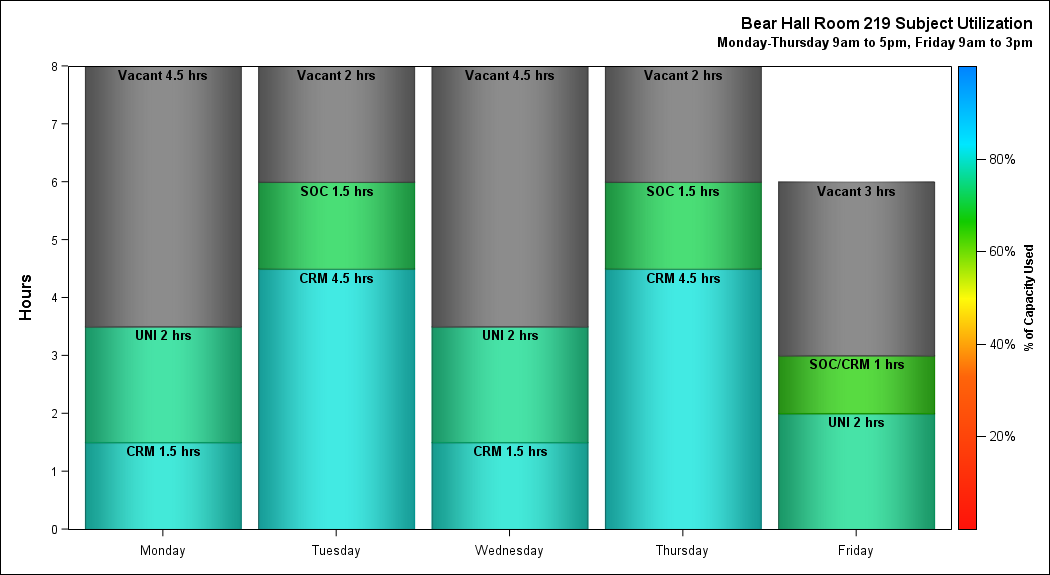 Bear Hall Room 219 Subject Utilization
Monday-Thursday 9am to 5pm, Friday 9am to 3pm
Hours
8
7
6
5
4
3
2
1
0
Vacant 4.5 hrs
UNI 2 hrs
CRM 1.5 hrs
Vacant 2 hrs
SOC 1.5 hrs
CRM 4.5 hrs
Vacant 4.5 hrs
UNI 2 hrs
CRM 1.5 hrs
Vacant 2 hrs
SOC 1.5 hrs
CRM 4.5 hrs
Vacant 3 hrs
SOC/CRM 1 hrs
UNI 2 hrs
Monday
Tuesday
Wednesday
Thursday
Friday
80%
60%
40%
20%
% of Capacity Used